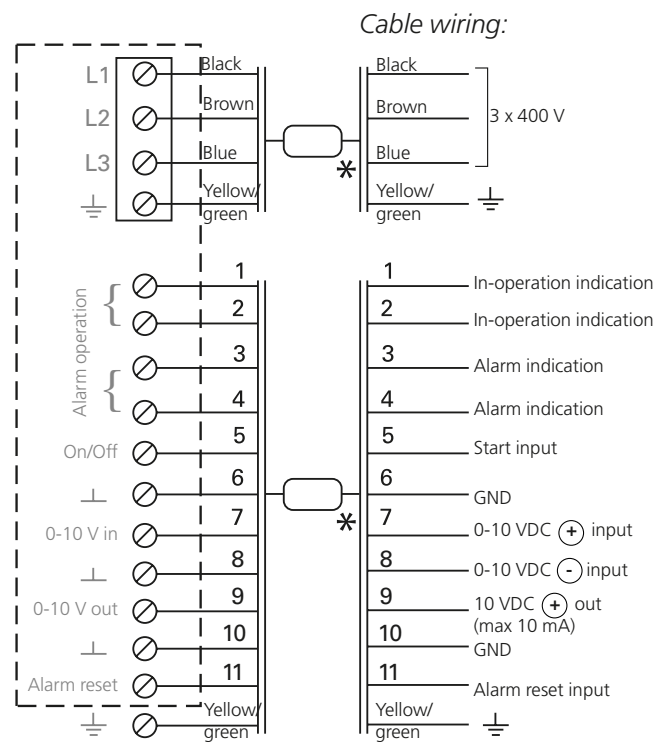 Cable wiring:
L1 Black Black
L2 Brown Brown 3 x 400 V
L3 Blue Blue
*
Yellow/ Yellow/
green green
Alarm operation
1 1 In-operation indication
2 2 In-operation indication
3 3 Alarm indication
4 4 Alarm indication
On/Off 5 5 Start input
6 6 GND
*
0-10 V in 7 7 0-10 VDC + input
8 8 0-10 VDC - input
0-10 V out 9 9 10 VDC + out
(max 10 mA)
10 10 GND
Alarm reset 11 11 Alarm reset input
Yellow/ Yellow/
green green